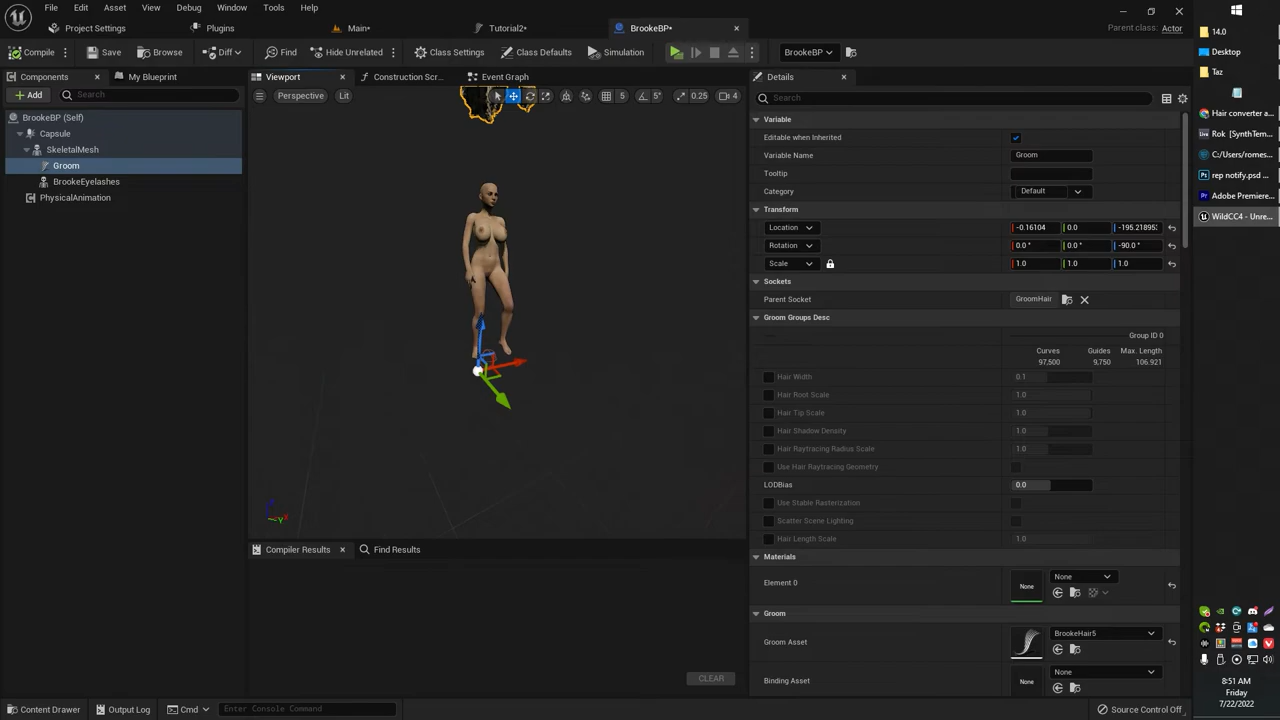 File Edit Asset View Debug Window Tools Help
Project Settings Plugins Main* Tutorial2* BrookeBP* Parent class: Actor
Compile Save Browse Diff Find Hide Unrelated Class Settings Class Defaults Simulation BrookeBP
Components My Blueprint Viewport Construction Scr... Event Graph Details
Add Search Perspective Lit 5 5° 0.25 4 Search
BrookeBP (Self)
Capsule
SkeletalMesh
Groom
BrookeEyelashes
PhysicalAnimation
Variable
Editable when Inherited
Variable Name Groom
Tooltip
Category Default
Transform
Location -0.16104 0.0 -195.218953
Rotation 0.0 ° 0.0 ° -90.0 °
Scale 1.0 1.0 1.0
Sockets
Parent Socket GroomHair
Groom Groups Desc
Group ID 0
Curves Guides Max. Length
97,500 9,750 106.921
Hair Width 0.1
Hair Root Scale 1.0
Hair Tip Scale 1.0
Hair Shadow Density 1.0
Hair Raytracing Radius Scale 1.0
Use Hair Raytracing Geometry
LODBias 0.0
Use Stable Rasterization
Scatter Scene Lighting
Hair Length Scale 1.0
Materials
Element 0 None None
Groom
Groom Asset BrookeHair5
Binding Asset None None
Compiler Results Find Results
CLEAR
Content Drawer Output Log Cmd Enter Console Command Source Control Off
14.0
Desktop
Taz
Hair converter a
Rok [SynthTem
C:/Users/romes
rep notify.psd ...
Adobe Premiere...
WildCC4 - Unre...
8:51 AM
Friday
7/22/2022